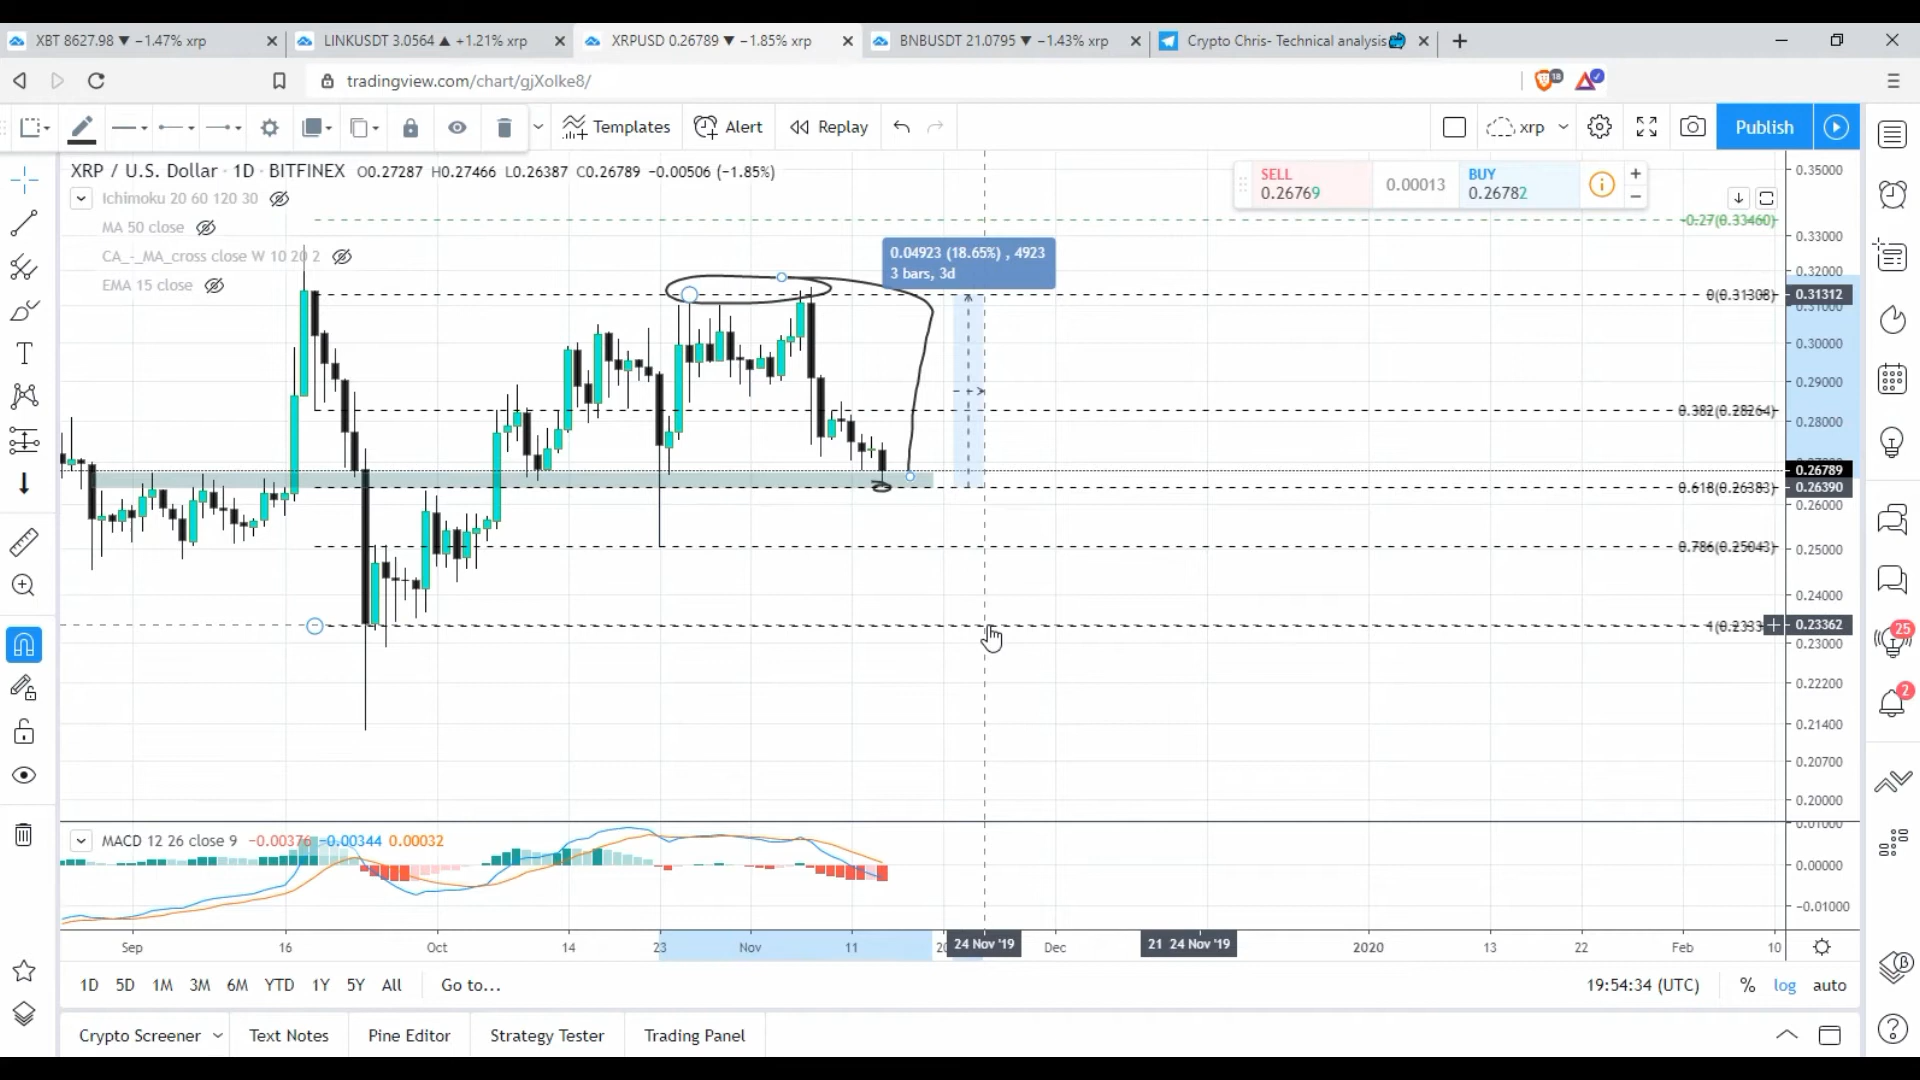 XBT 8627.98 ▼ −1.47% xrp
LINKUSDT 3.0564 ▲ +1.21% xrp
XRPUSD 0.26789 ▼ −1.85% xrp
BNBUSDT 21.0795 ▼ −1.43% xrp
Crypto Chris- Technical analysis
tradingview.com/chart/gjXolke8/
18
Templates
Alert
Replay
xrp
Publish
XRP / U.S. Dollar · 1D · BITFINEX O0.27287 H0.27466 L0.26387 C0.26789 −0.00506 (−1.85%)
Ichimoku 20 60 120 30
MA 50 close
CA_-_MA_cross close W 10 20 2
EMA 15 close
SELL
0.26769
0.00013
BUY
0.26782
0.04923 (18.65%) , 4923
3 bars, 3d
-0.27(0.33460)
0(0.31308)
0.382(0.28264)
0.618(0.26383)
0.786(0.25043)
0.35000
0.33000
0.32000
0.31312
0.31000
0.30000
0.29000
0.28000
0.26789
0.26390
0.26000
0.25000
0.24000
0.23362
0.23000
0.22200
0.21400
0.20700
0.20000
25
2
MACD 12 26 close 9 −0.00376 −0.00344 0.00032
0.01000
0.00000
−0.01000
Sep
16
Oct
14
23
Nov
11
24 Nov '19
Dec
21
24 Nov '19
2020
13
22
Feb
10
1D 5D 1M 3M 6M YTD 1Y 5Y All
Go to...
19:54:34 (UTC)
%
log
auto
Crypto Screener
Text Notes
Pine Editor
Strategy Tester
Trading Panel